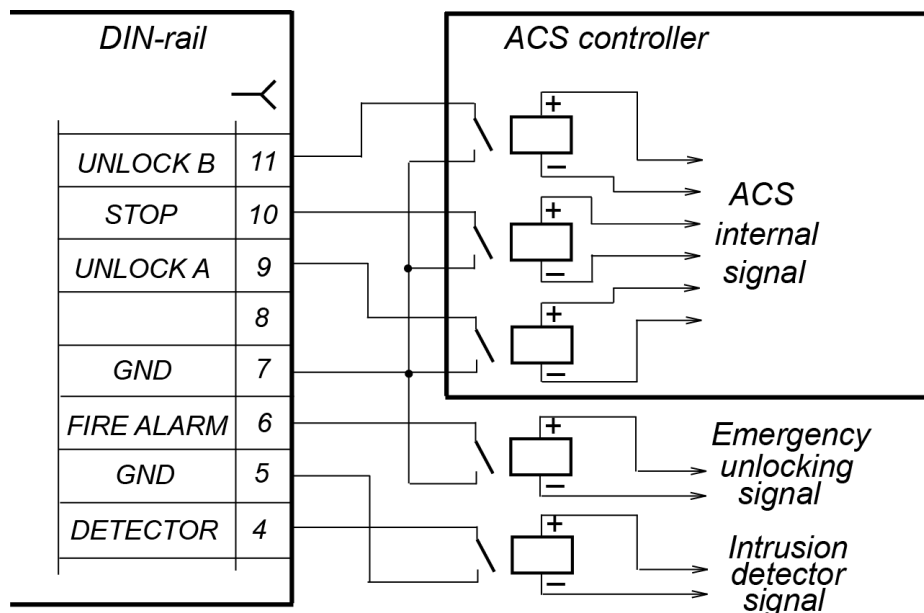 DIN-rail
ACS controller
UNLOCK B 11
STOP 10
UNLOCK A 9
8
GND 7
FIRE ALARM 6
GND 5
DETECTOR 4
+
−
+
−
+
−
ACS
internal
signal
+
−
Emergency
unlocking
signal
+
−
Intrusion
detector
signal